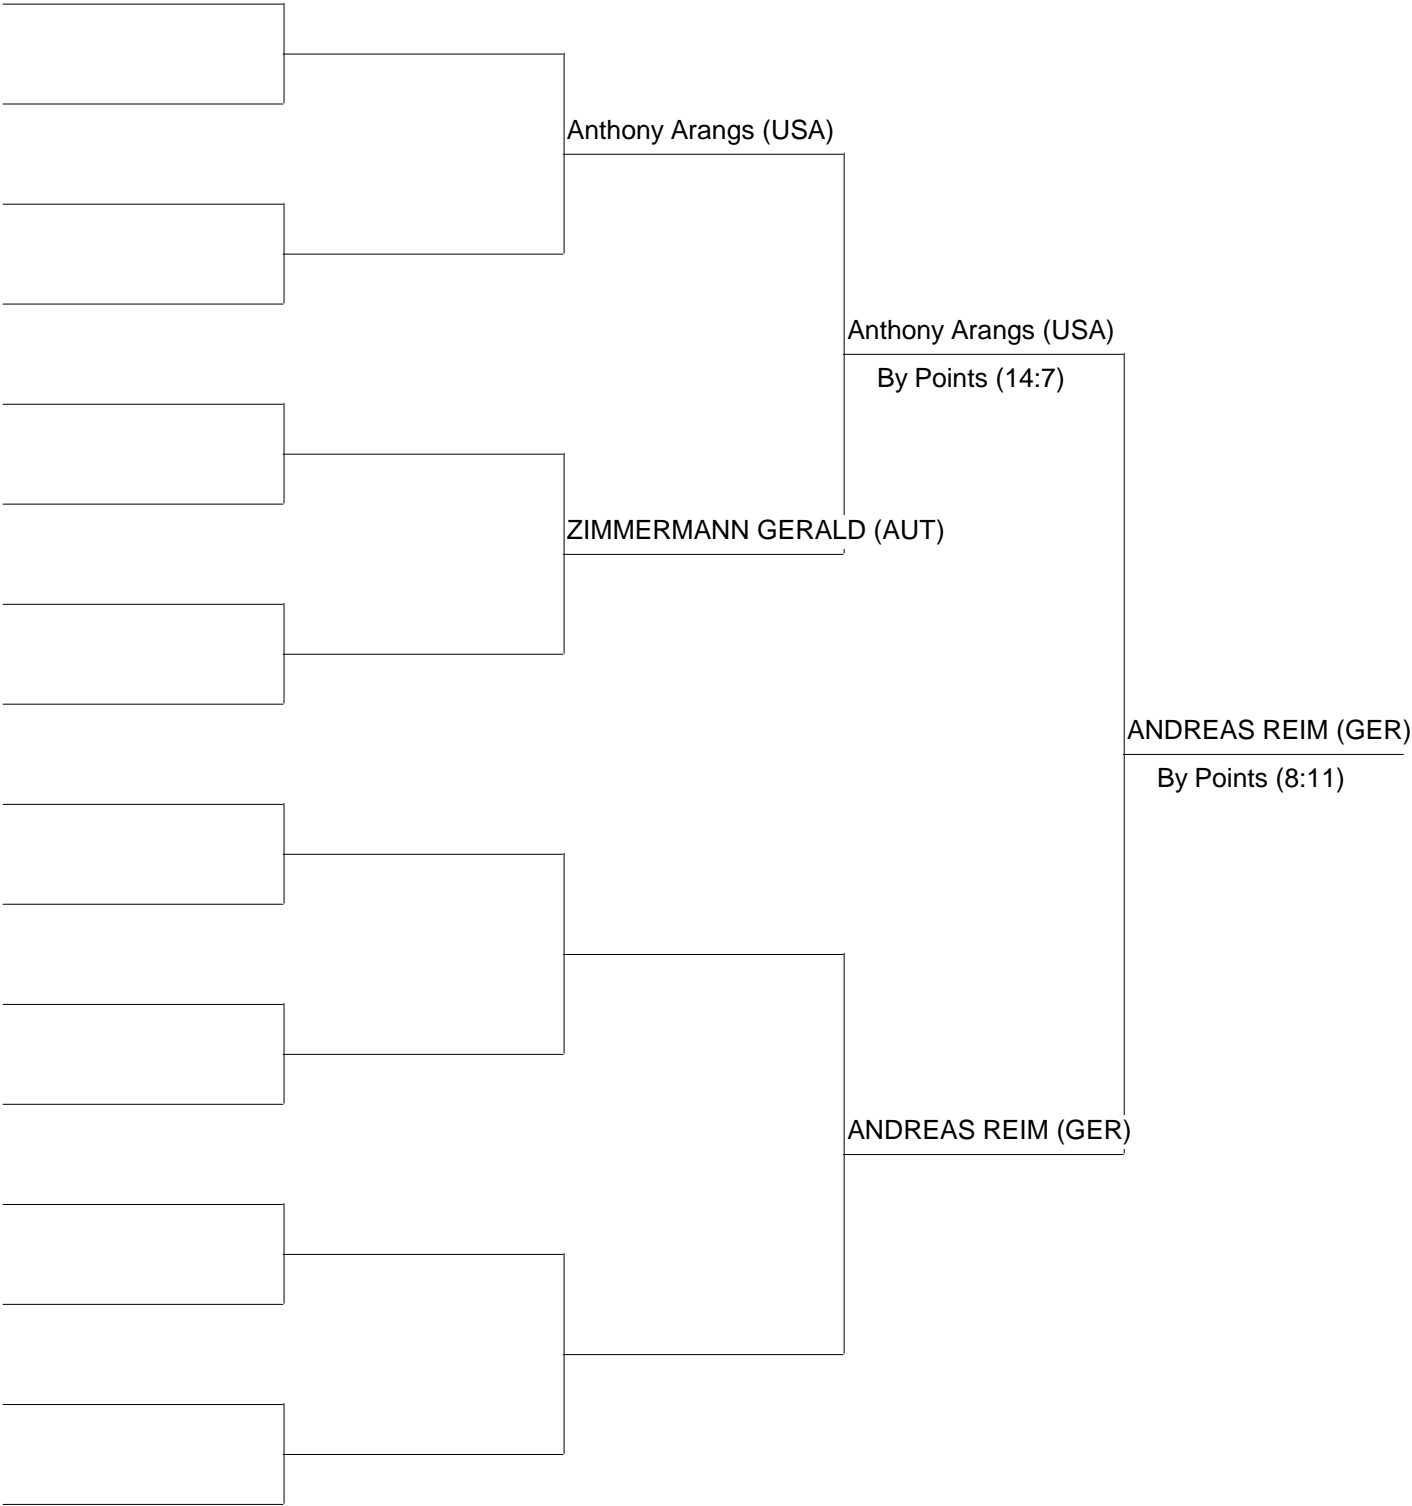 Anthony Arangs (USA)
Anthony Arangs (USA)
By Points (14:7)
ZIMMERMANN GERALD (AUT)
ANDREAS REIM (GER)
By Points (8:11)
ANDREAS REIM (GER)